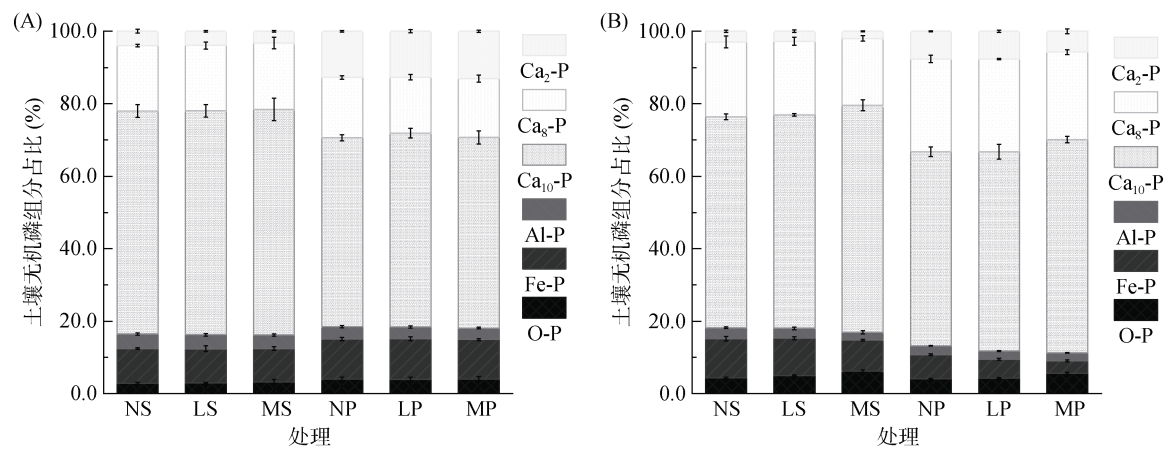 (A)
土壤无机磷组分占比 (%)
100.0
80.0
60.0
40.0
20.0
0.0
NS LS MS NP LP MP
处理
Ca₂-P
Ca₈-P
Ca₁₀-P
Al-P
Fe-P
O-P
(B)
土壤无机磷组分占比 (%)
100.0
80.0
60.0
40.0
20.0
0.0
NS LS MS NP LP MP
处理
Ca₂-P
Ca₈-P
Ca₁₀-P
Al-P
Fe-P
O-P